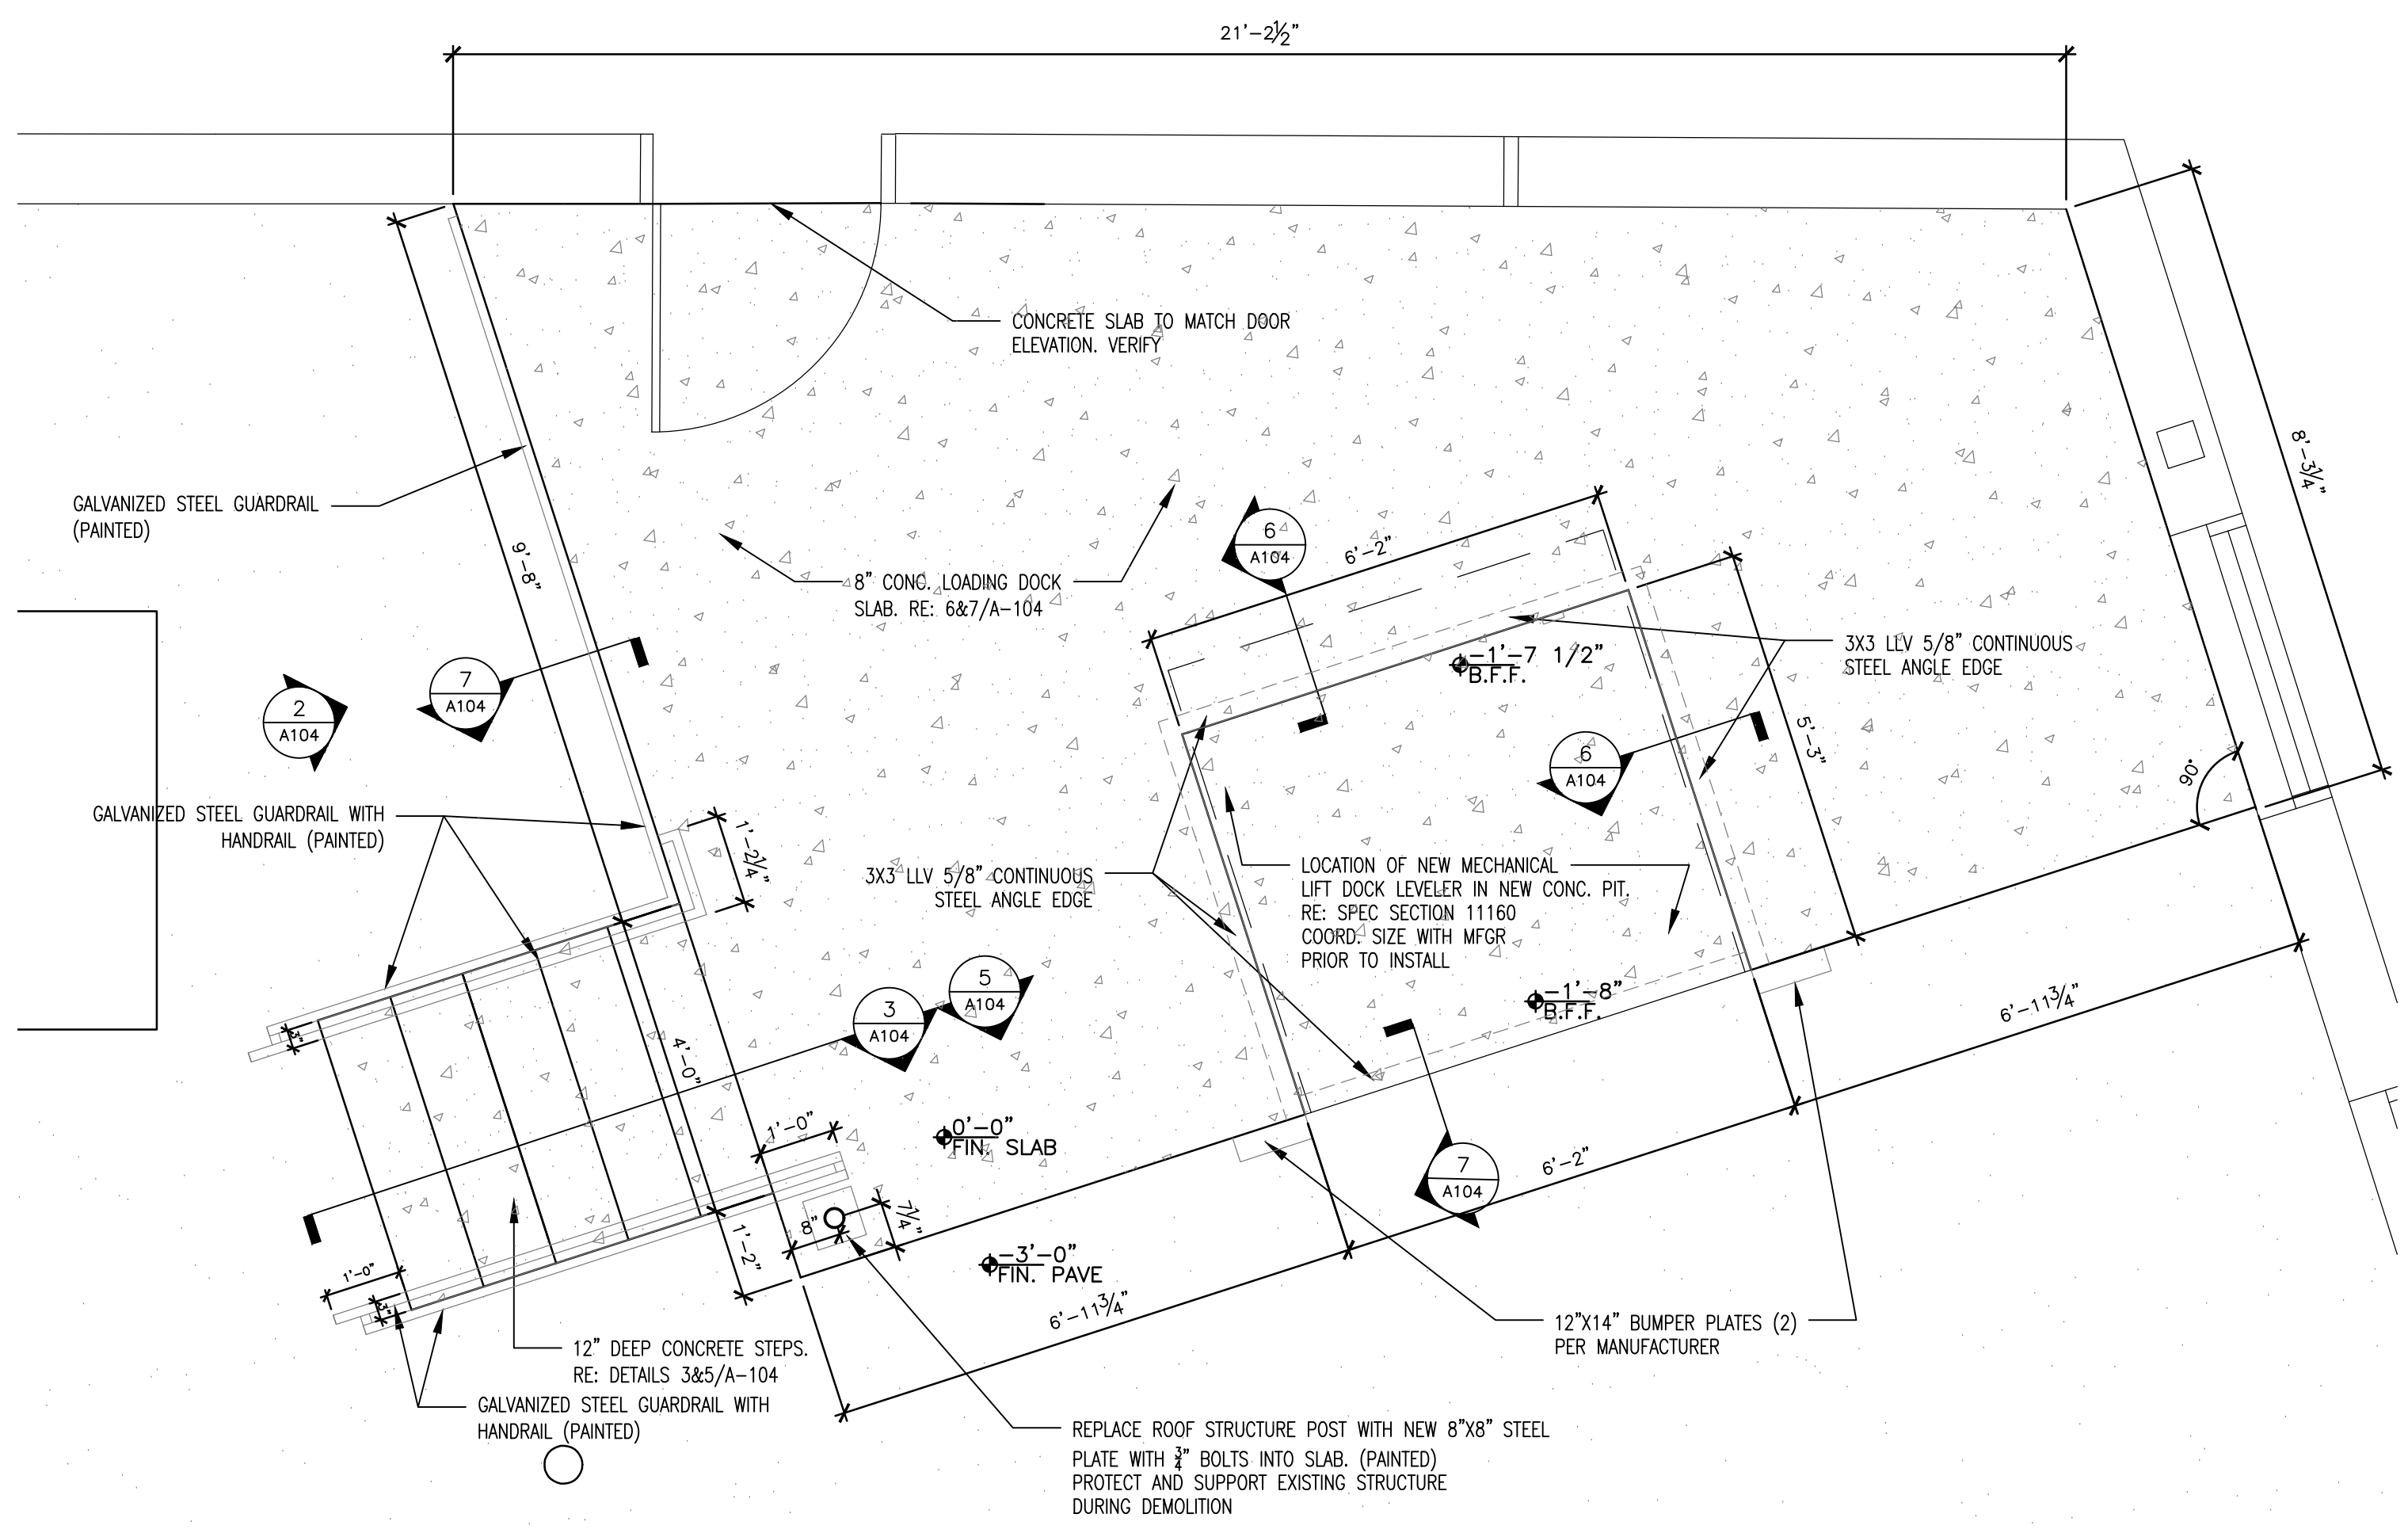 21'-2½"
CONCRETE SLAB TO MATCH DOOR
ELEVATION. VERIFY
8'-3¼"
GALVANIZED STEEL GUARDRAIL
(PAINTED)
9'-8"
6
A104
6'-2"
8" CONC. LOADING DOCK
SLAB. RE: 6&7/A-104
3X3 LLV 5/8" CONTINUOUS
STEEL ANGLE EDGE
-1'-7 1/2"
B.F.F.
7
A104
2
A104
5'-3"
6
A104
90°
GALVANIZED STEEL GUARDRAIL WITH
HANDRAIL (PAINTED)
1'-2¼"
3X3 LLV 5/8" CONTINUOUS
STEEL ANGLE EDGE
LOCATION OF NEW MECHANICAL
LIFT DOCK LEVELER IN NEW CONC. PIT.
RE: SPEC SECTION 11160
COORD. SIZE WITH MFGR
PRIOR TO INSTALL
5
A104
3
A104
-1'-8"
B.F.F.
6'-11¾"
3"
4'-0"
1'-0"
0'-0"
FIN. SLAB
6'-2"
7
A104
8"
7¼"
1'-2"
-3'-0"
FIN. PAVE
1'-0"
3"
6'-11¾"
12"X14" BUMPER PLATES (2)
PER MANUFACTURER
12" DEEP CONCRETE STEPS.
RE: DETAILS 3&5/A-104
GALVANIZED STEEL GUARDRAIL WITH
HANDRAIL (PAINTED)
REPLACE ROOF STRUCTURE POST WITH NEW 8"X8" STEEL
PLATE WITH ¾" BOLTS INTO SLAB. (PAINTED)
PROTECT AND SUPPORT EXISTING STRUCTURE
DURING DEMOLITION